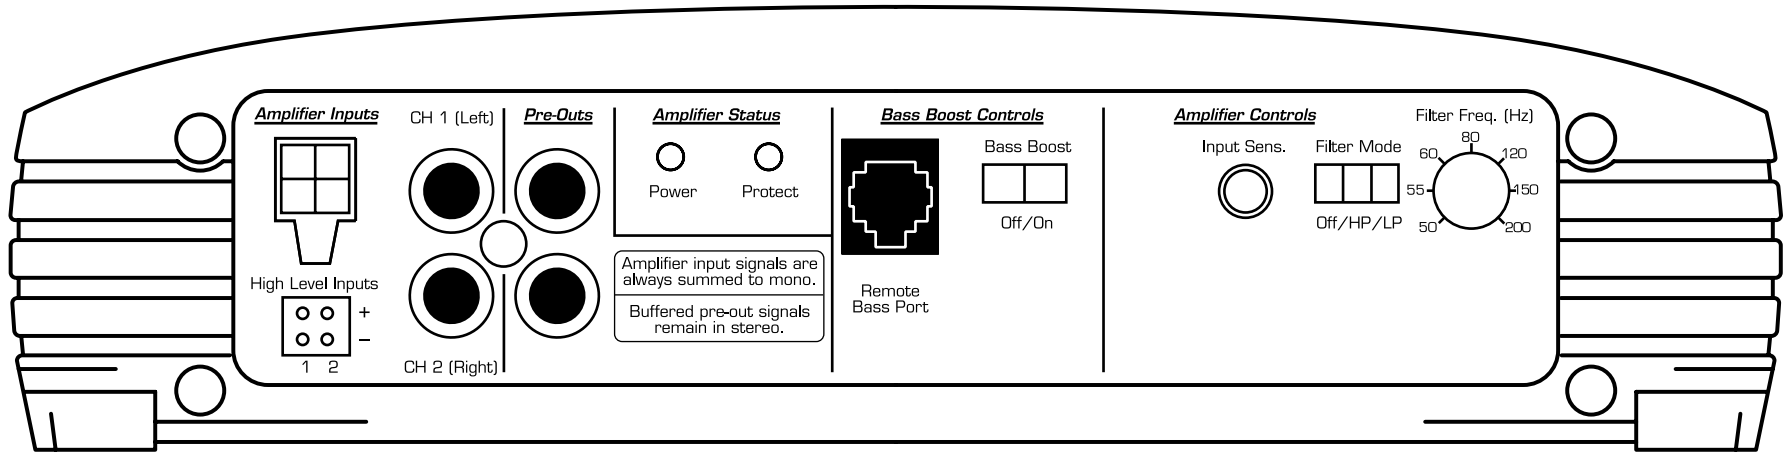 Amplifier Inputs
CH 1 (Left)
High Level Inputs
+
–
1 2
CH 2 (Right)
Pre-Outs
Amplifier Status
Power
Protect
Amplifier input signals are
always summed to mono.
Buffered pre-out signals
remain in stereo.
Bass Boost Controls
Remote
Bass Port
Bass Boost
Off/On
Amplifier Controls
Input Sens.
Filter Mode
Off/HP/LP
Filter Freq. (Hz)
80
60
120
55
150
50
200